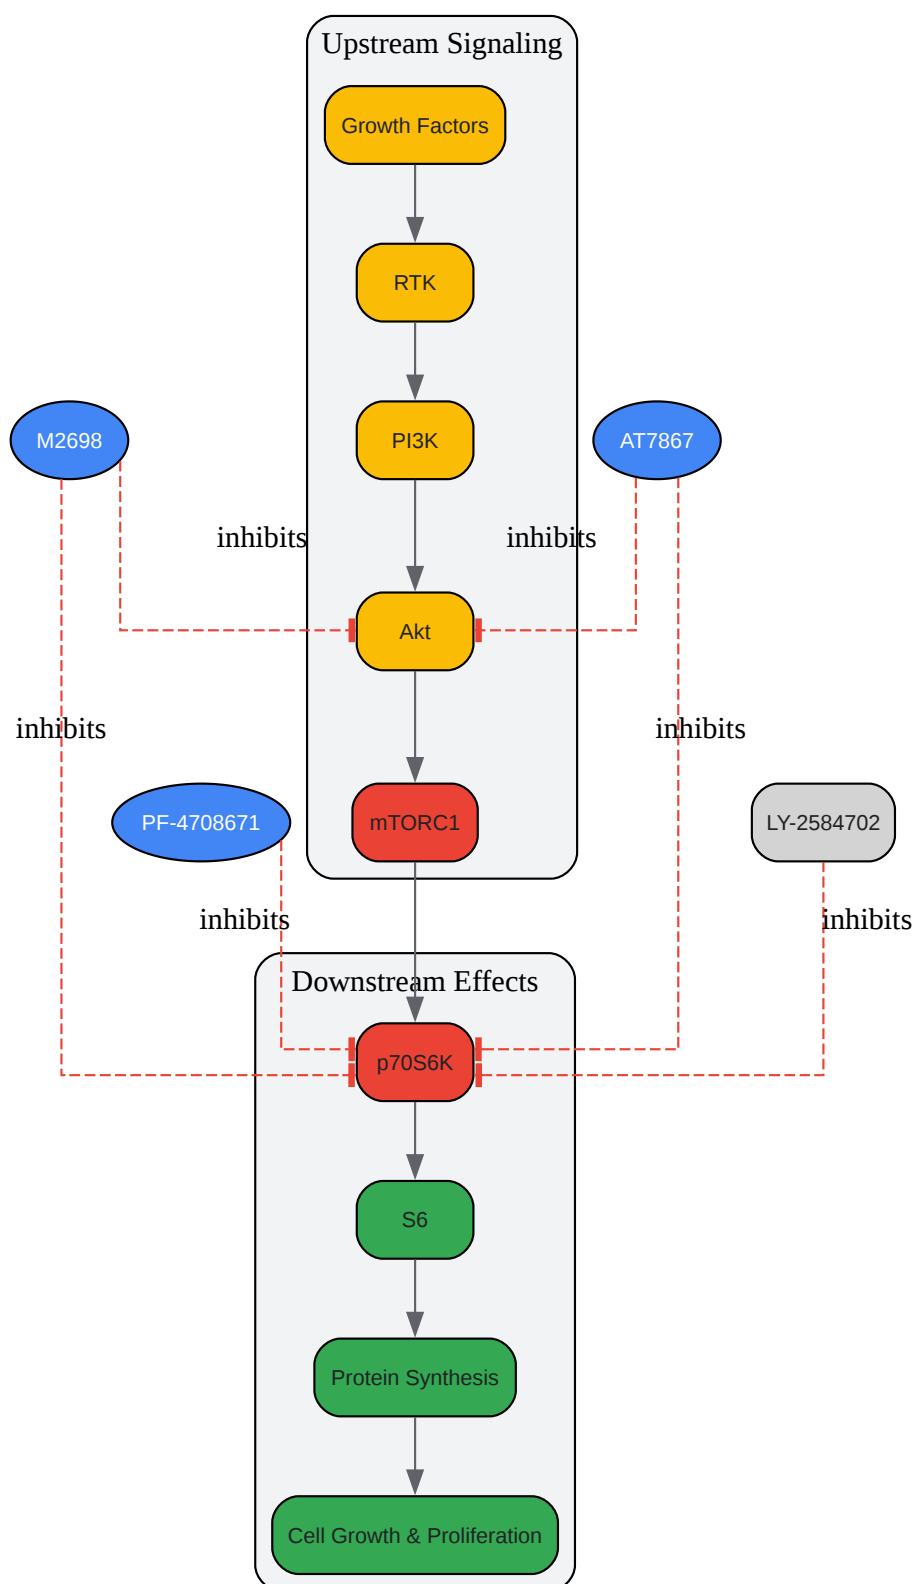 Upstream Signaling
Growth Factors
RTK
PI3K
M2698
AT7867
inhibits
inhibits
Akt
inhibits
inhibits
PF-4708671
mTORC1
LY-2584702
inhibits
inhibits
Downstream Effects
p70S6K
S6
Protein Synthesis
Cell Growth & Proliferation